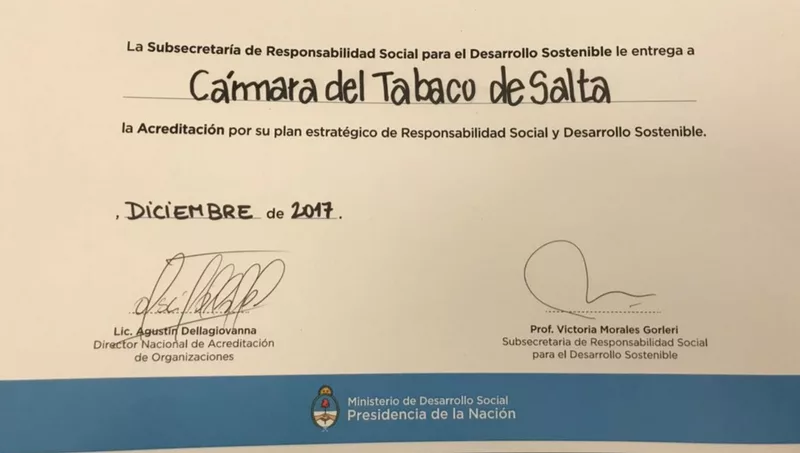 La Subsecretaría de Responsabilidad Social para el Desarrollo Sostenible le entrega a
Cámara del Tabaco de Salta
la Acreditación por su plan estratégico de Responsabilidad Social y Desarrollo Sostenible.
, DICIEMBRE de 2017.
Lic. Agustín Dellagiovanna
Director Nacional de Acreditación
de Organizaciones
Prof. Victoria Morales Gorleri
Subsecretaria de Responsabilidad Social
para el Desarrollo Sostenible
Ministerio de Desarrollo Social
Presidencia de la Nación